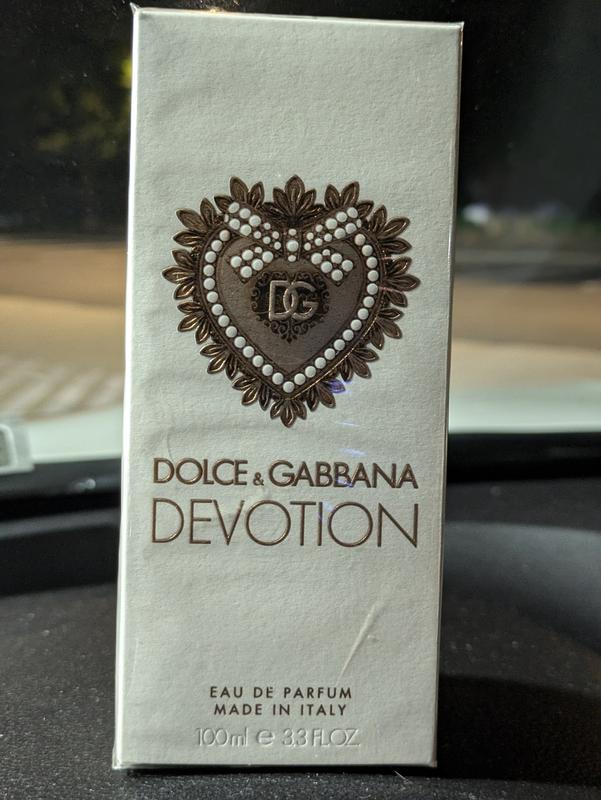 DG
DOLCE & GABBANA
DEVOTION
EAU DE PARFUM
MADE IN ITALY
100ml e 3.3 FL.OZ.